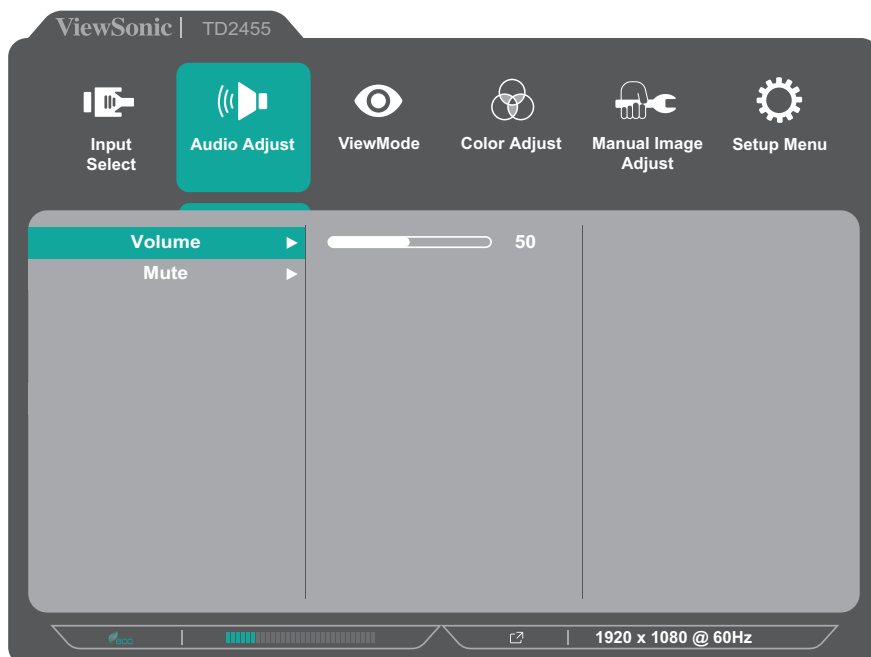 ViewSonic | TD2455
Input
Select
Audio Adjust
ViewMode
Color Adjust
Manual Image
Adjust
Setup Menu
Volume
50
Mute
eco
1920 x 1080 @ 60Hz